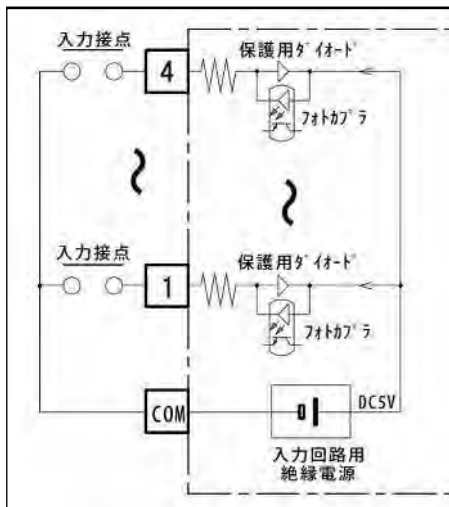 入力接点
4
保護用ダイオード
フォトカプラ
入力接点
1
保護用ダイオード
フォトカプラ
COM
DC5V
入力回路用
絶縁電源